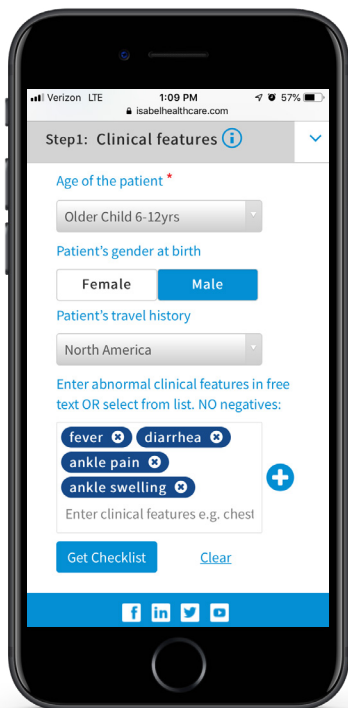 Verizon LTE 1:09 PM 57%
isabelhealthcare.com
Step1: Clinical features i
Age of the patient *
Older Child 6-12yrs
Patient's gender at birth
Female Male
Patient's travel history
North America
Enter abnormal clinical features in free
text OR select from list. NO negatives:
fever diarrhea
ankle pain
ankle swelling
Enter clinical features e.g. chest
Get Checklist Clear
f in